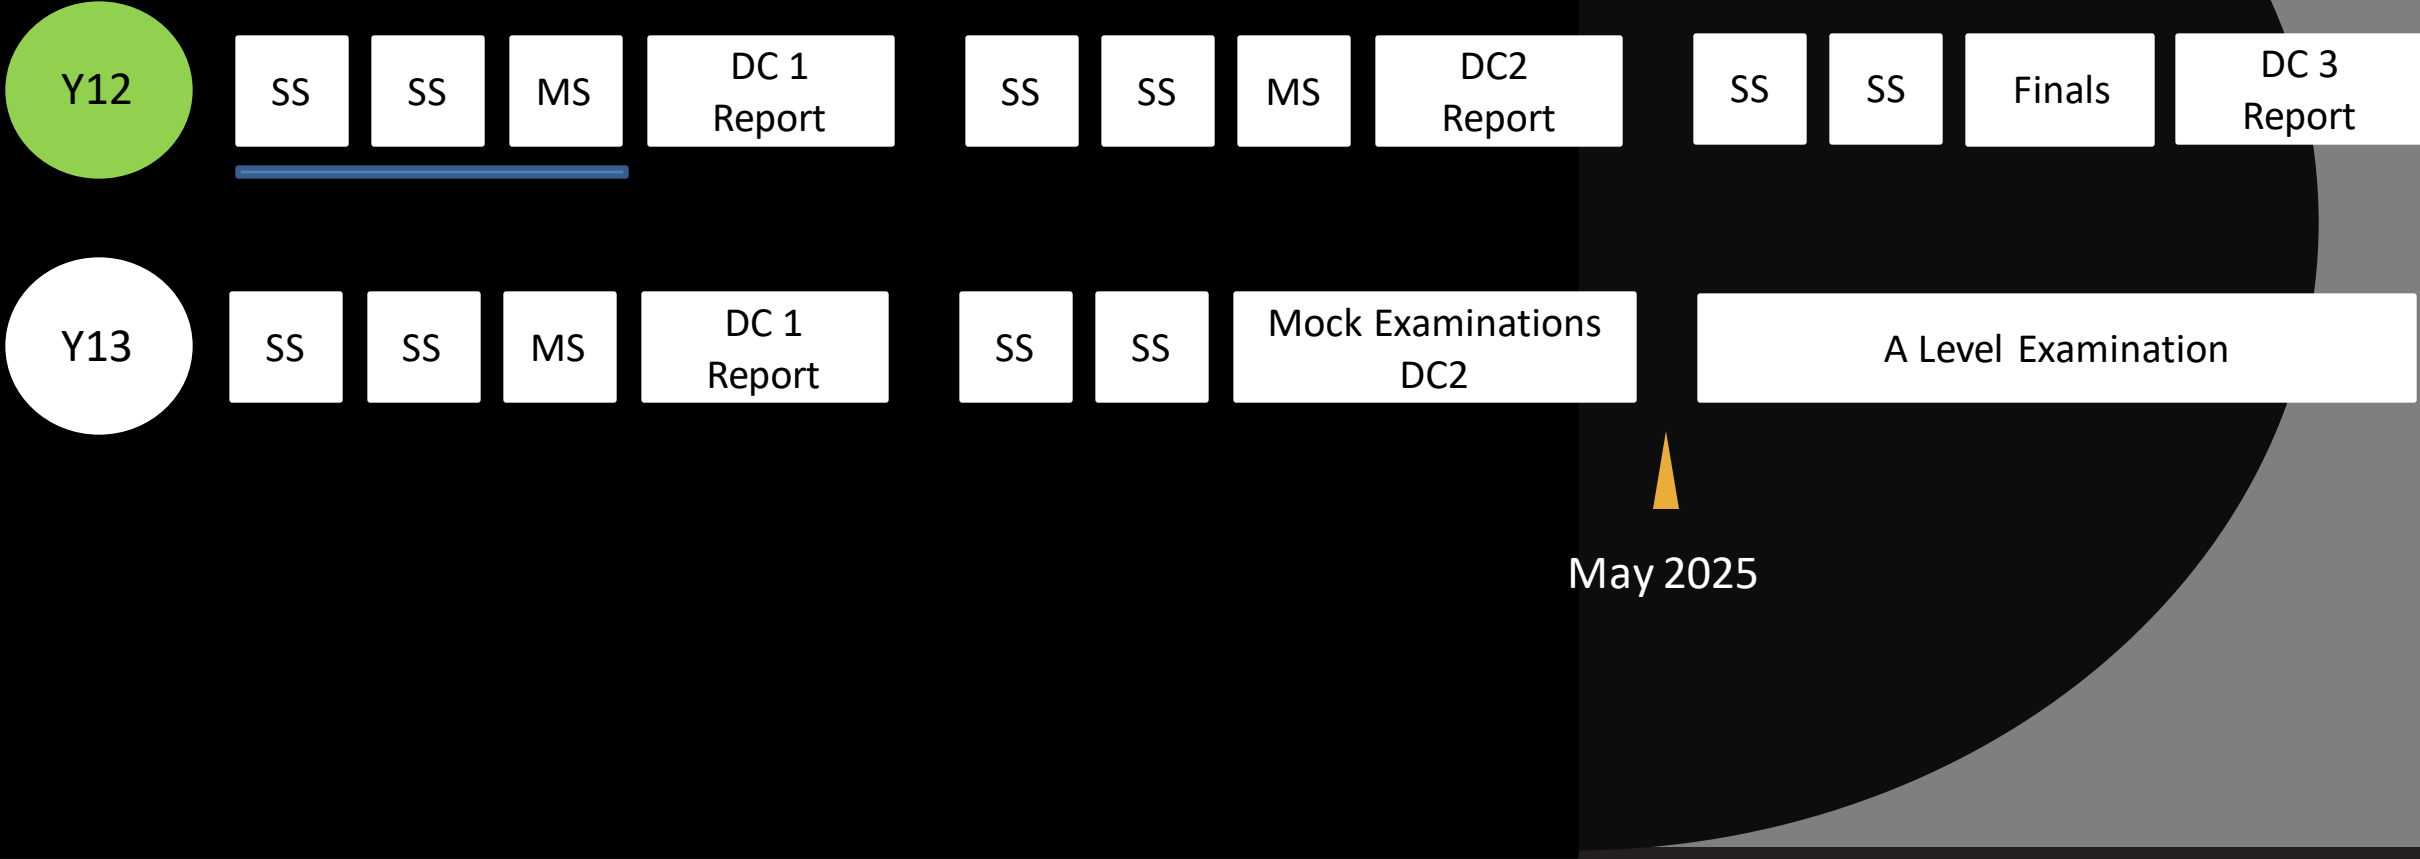 Y12
SS
SS
MS
DC 1
Report
SS
SS
MS
DC2
Report
SS
SS
Finals
DC 3
Report
Y13
SS
SS
MS
DC 1
Report
SS
SS
Mock Examinations
DC2
A Level Examination
May 2025